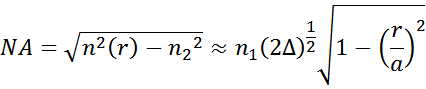 NA = √(n²(r) − n₂²) ≈ n₁(2Δ)^(1/2) √(1 − (r/a)²)